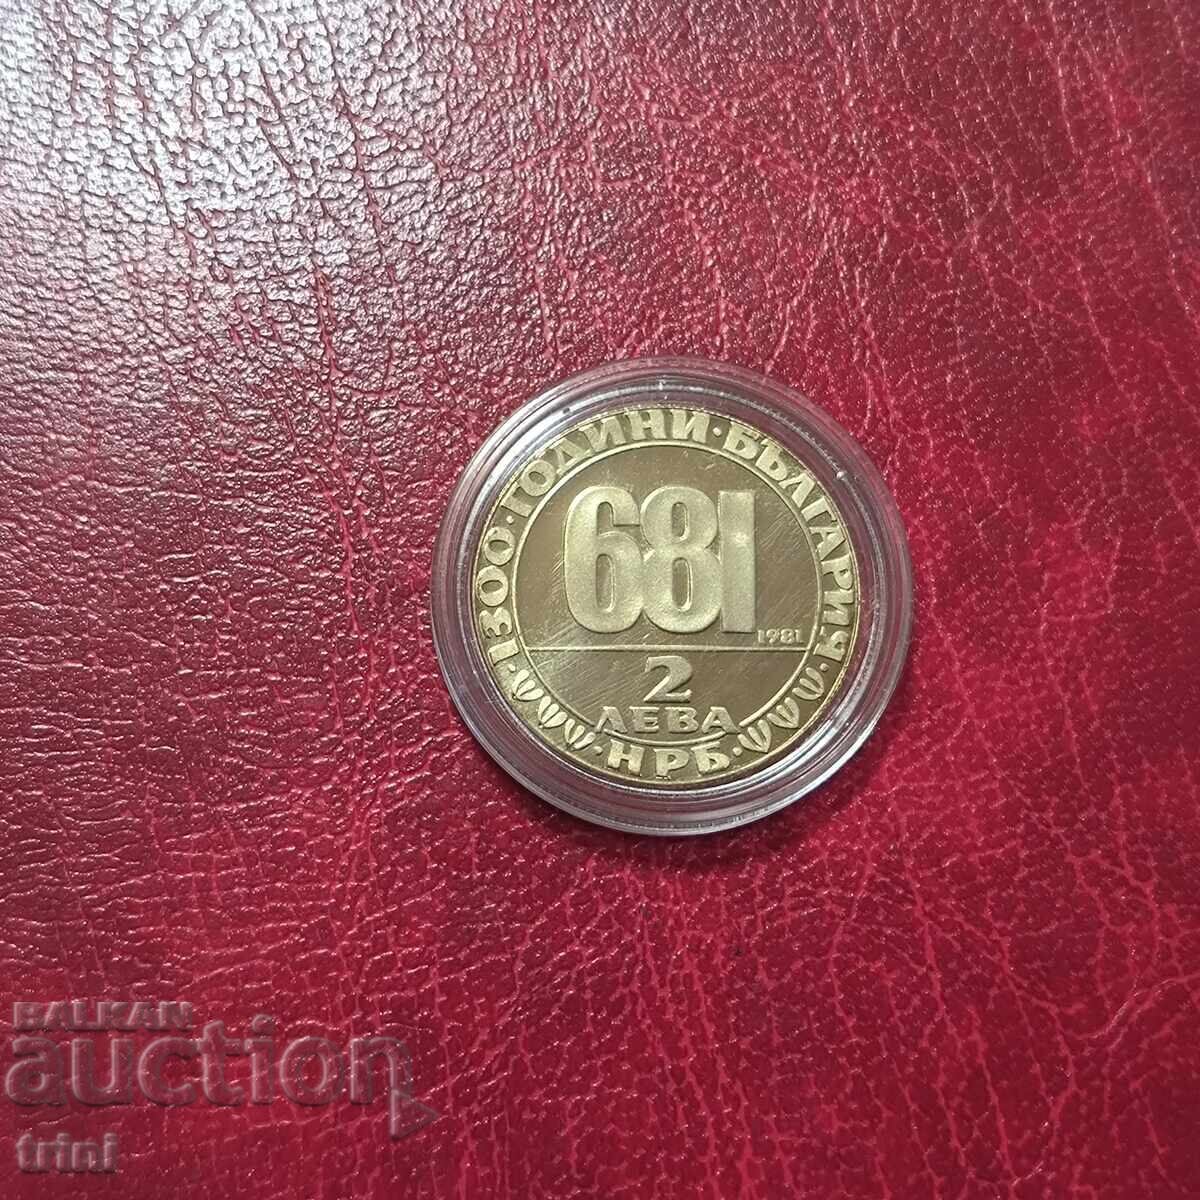 1300·ГОДИНИ·БЪЛГАРИЯ
681
1981
2
ЛЕВА
·НРБ·
BALKAN
auction
trini